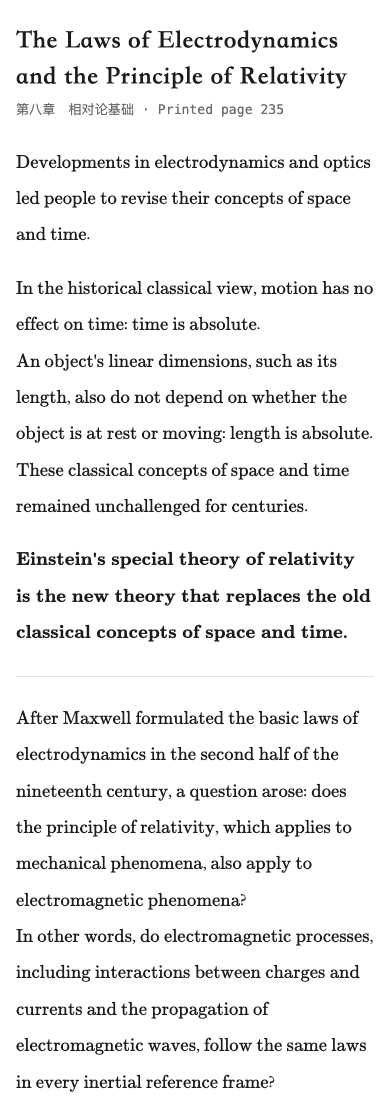 The Laws of Electrodynamics
and the Principle of Relativity
第八章 相对论基础 · Printed page 235
Developments in electrodynamics and optics
led people to revise their concepts of space
and time.
In the historical classical view, motion has no
effect on time: time is absolute.
An object's linear dimensions, such as its
length, also do not depend on whether the
object is at rest or moving: length is absolute.
These classical concepts of space and time
remained unchallenged for centuries.
Einstein's special theory of relativity
is the new theory that replaces the old
classical concepts of space and time.
After Maxwell formulated the basic laws of
electrodynamics in the second half of the
nineteenth century, a question arose: does
the principle of relativity, which applies to
mechanical phenomena, also apply to
electromagnetic phenomena?
In other words, do electromagnetic processes,
including interactions between charges and
currents and the propagation of
electromagnetic waves, follow the same laws
in every inertial reference frame?